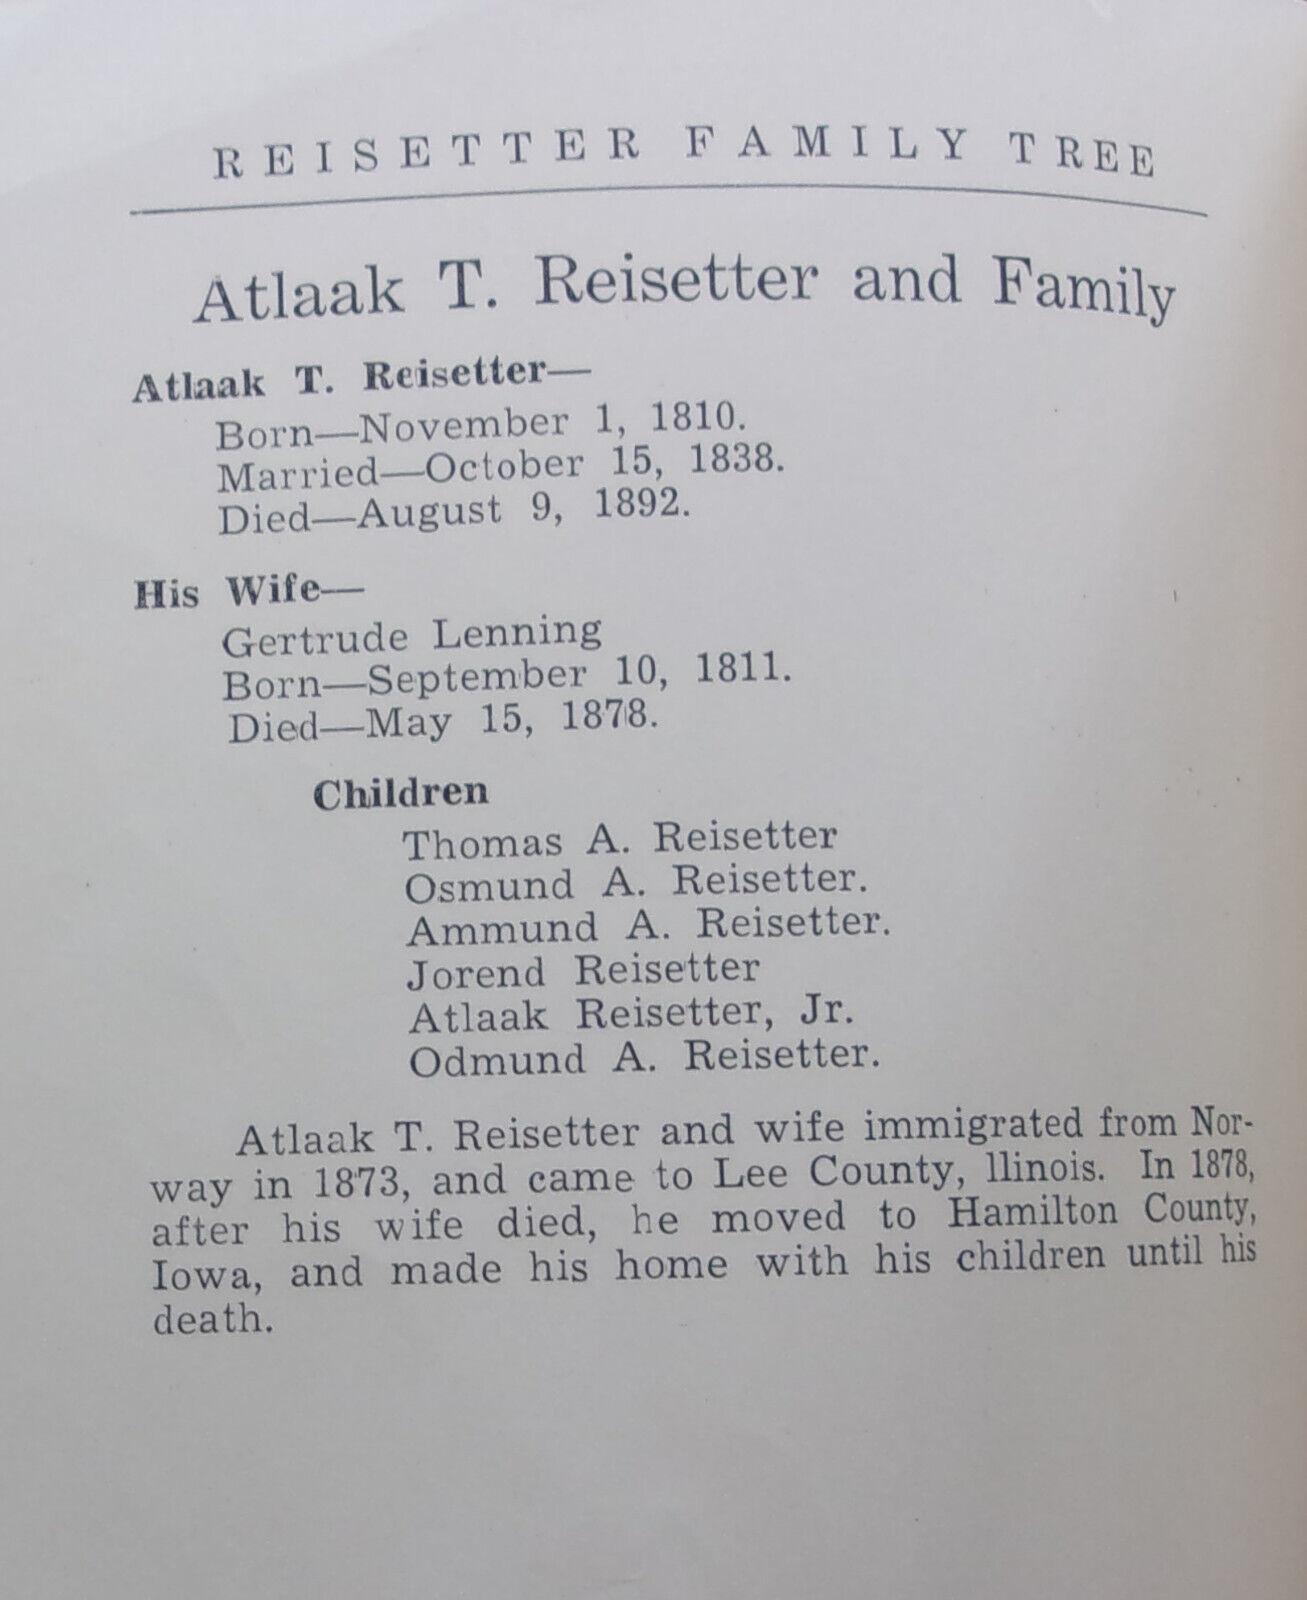 REISETTER FAMILY TREE
Atlaak T. Reisetter and Family
Atlaak T. Reisetter—
Born—November 1, 1810.
Married—October 15, 1838.
Died—August 9, 1892.
His Wife—
Gertrude Lenning
Born—September 10, 1811.
Died—May 15, 1878.
Children
Thomas A. Reisetter
Osmund A. Reisetter.
Ammund A. Reisetter.
Jorend Reisetter
Atlaak Reisetter, Jr.
Odmund A. Reisetter.
Atlaak T. Reisetter and wife immigrated from Nor-
way in 1873, and came to Lee County, llinois. In 1878,
after his wife died, he moved to Hamilton County,
Iowa, and made his home with his children until his
death.